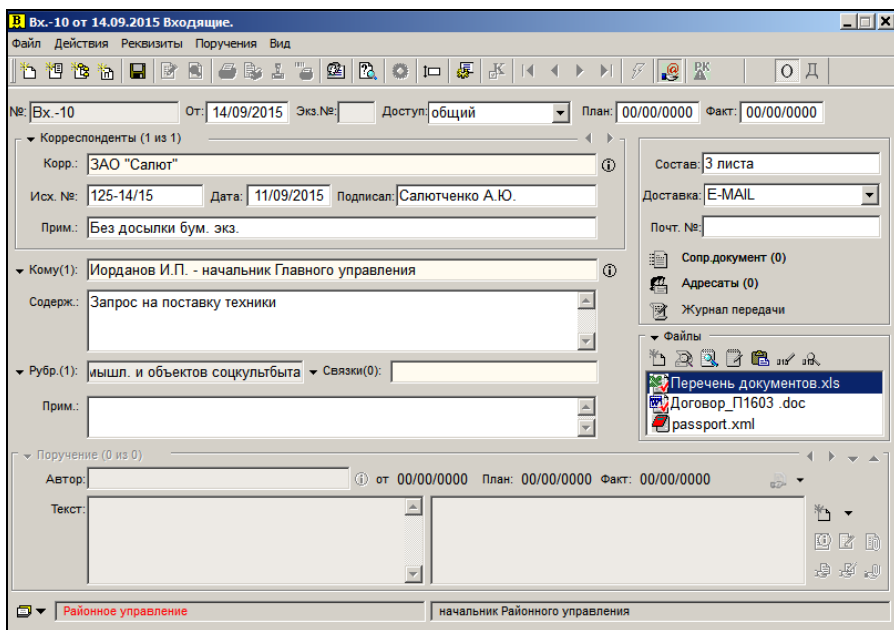 Вх.-10 от 14.09.2015 Входящие.
Файл Действия Реквизиты Поручения Вид
РК
О Д
№: Вх.-10 От: 14/09/2015 Экз.№: Доступ: общий План: 00/00/0000 Факт: 00/00/0000
Корреспонденты (1 из 1)
Корр.: ЗАО "Салют"
Исх. №: 125-14/15 Дата: 11/09/2015 Подписал: Салютченко А.Ю.
Прим.: Без досылки бум. экз.
Состав: 3 листа
Доставка: E-MAIL
Почт. №:
Сопр.документ (0)
Адресаты (0)
Журнал передачи
Кому(1): Иорданов И.П. - начальник Главного управления
Содерж.: Запрос на поставку техники
Рубр.(1): мышл. и объектов соцкультбыта Связки(0):
Прим.:
Файлы
Перечень документов.xls
Договор_П1603 .doc
passport.xml
Поручение (0 из 0)
Автор: от 00/00/0000 План: 00/00/0000 Факт: 00/00/0000
Текст:
Районное управление
начальник Районного управления